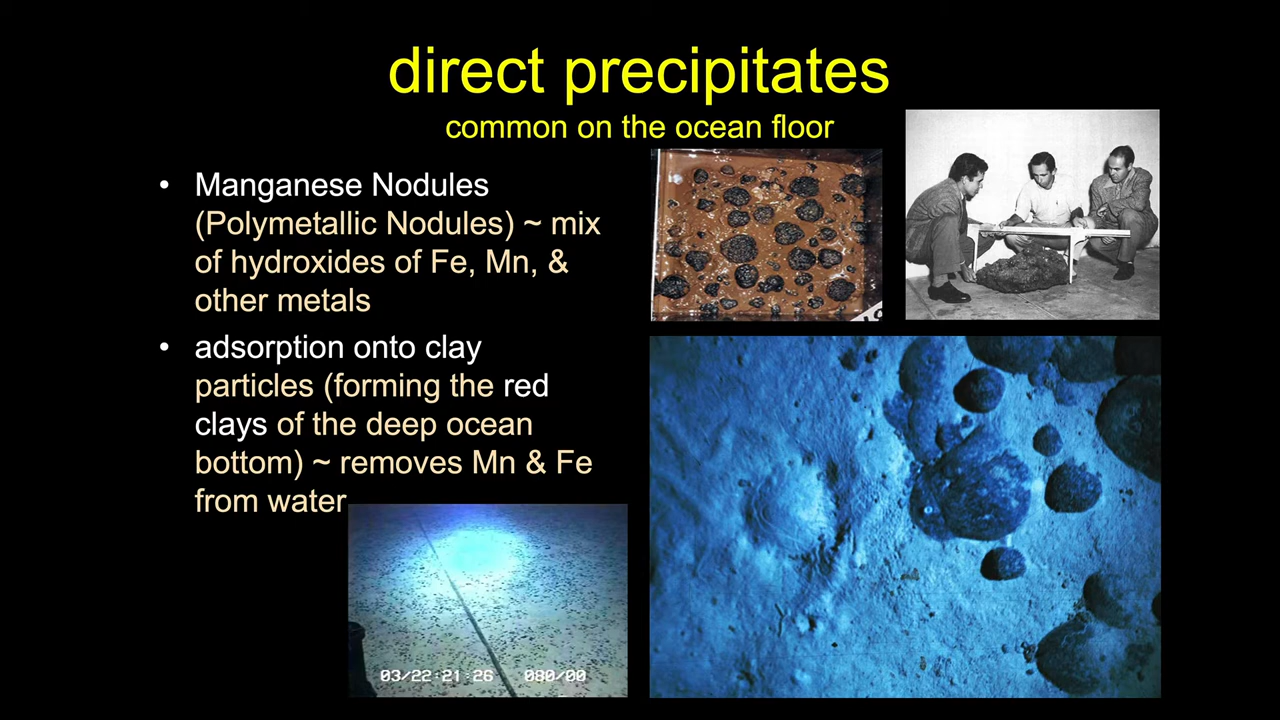 direct precipitates
common on the ocean floor
• Manganese Nodules
(Polymetallic Nodules) ~ mix
of hydroxides of Fe, Mn, &
other metals
• adsorption onto clay
particles (forming the red
clays of the deep ocean
bottom) ~ removes Mn & Fe
from water
03/22:21:26 080/00